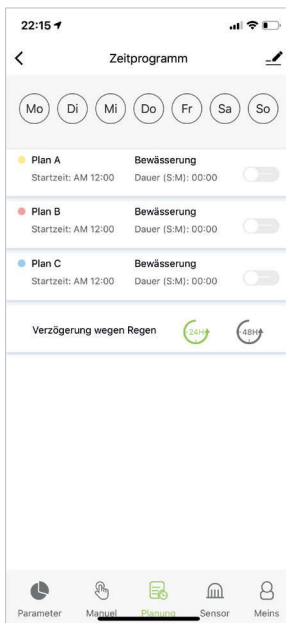 22:15
Zeitprogramm
Mo Di Mi Do Fr Sa So
Plan A Bewässerung
Startzeit: AM 12:00 Dauer (S:M): 00:00
Plan B Bewässerung
Startzeit: AM 12:00 Dauer (S:M): 00:00
Plan C Bewässerung
Startzeit: AM 12:00 Dauer (S:M): 00:00
Verzögerung wegen Regen 24H 48H
Parameter Manuel Planung Sensor Meins